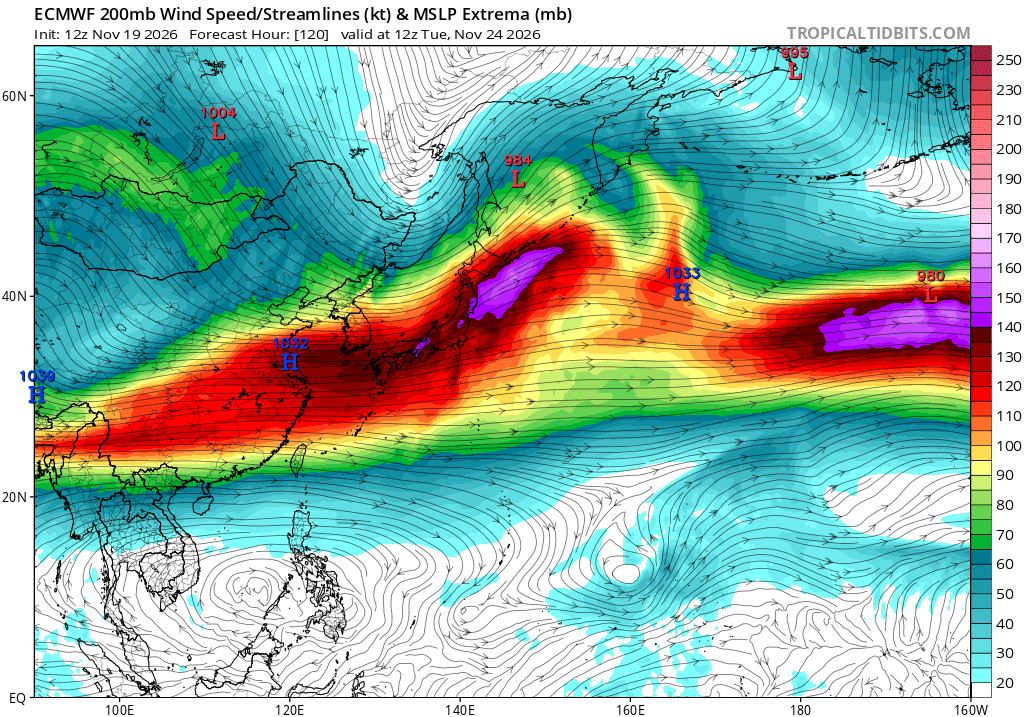 ECMWF 200mb Wind Speed/Streamlines (kt) & MSLP Extrema (mb)
Init: 12z Nov 19 2026 Forecast Hour: [120] valid at 12z Tue, Nov 24 2026
TROPICALTIDBITS.COM
995
L
250
60N
230
1004
L
220
210
984
L
200
190
180
170
1033
H
980
L
160
40N
150
140
1032
H
130
1039
H
120
110
100
90
20N
80
70
60
50
40
30
20
EQ
100E
120E
140E
160E
180
160W